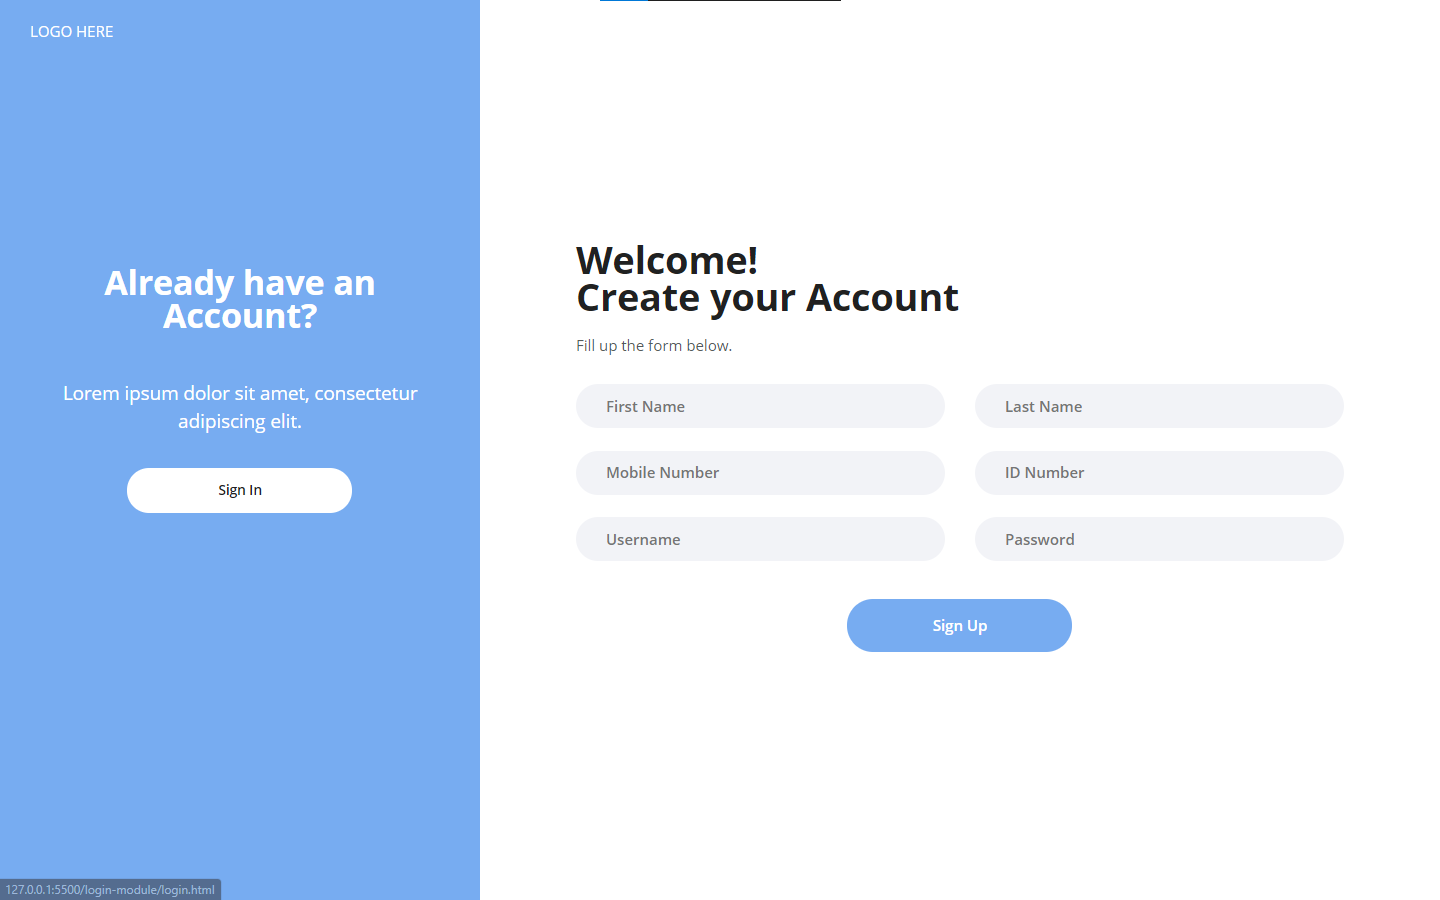 LOGO HERE
Already have an
Account?
Lorem ipsum dolor sit amet, consectetur
adipiscing elit.
Sign In
Welcome!
Create your Account
Fill up the form below.
First Name
Last Name
Mobile Number
ID Number
Username
Password
Sign Up
127.0.0.1:5500/login-module/login.html